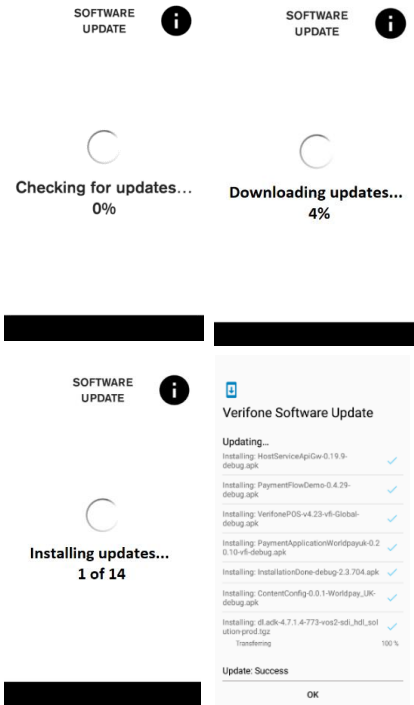 SOFTWARE
UPDATE
i
Checking for updates...
0%
SOFTWARE
UPDATE
i
Downloading updates...
4%
SOFTWARE
UPDATE
i
Installing updates...
1 of 14
Verifone Software Update
Updating...
Installing: HostServiceApiGw-0.19.9-
debug.apk
Installing: PaymentFlowDemo-0.4.29-
debug.apk
Installing: VerifonePOS-v4.23-vfi-Global-
debug.apk
Installing: PaymentApplicationWorldpayuk-0.2
0.10-vfi-debug.apk
Installing: InstallationDone-debug-2.3.704.apk
Installing: ContentConfig-0.0.1-Worldpay_UK-
debug.apk
Installing: dl.adk-4.7.1.4-773-vos2-sdi_hdl_sol
ution-prod.tgz
Transferring 100 %
Update: Success
OK